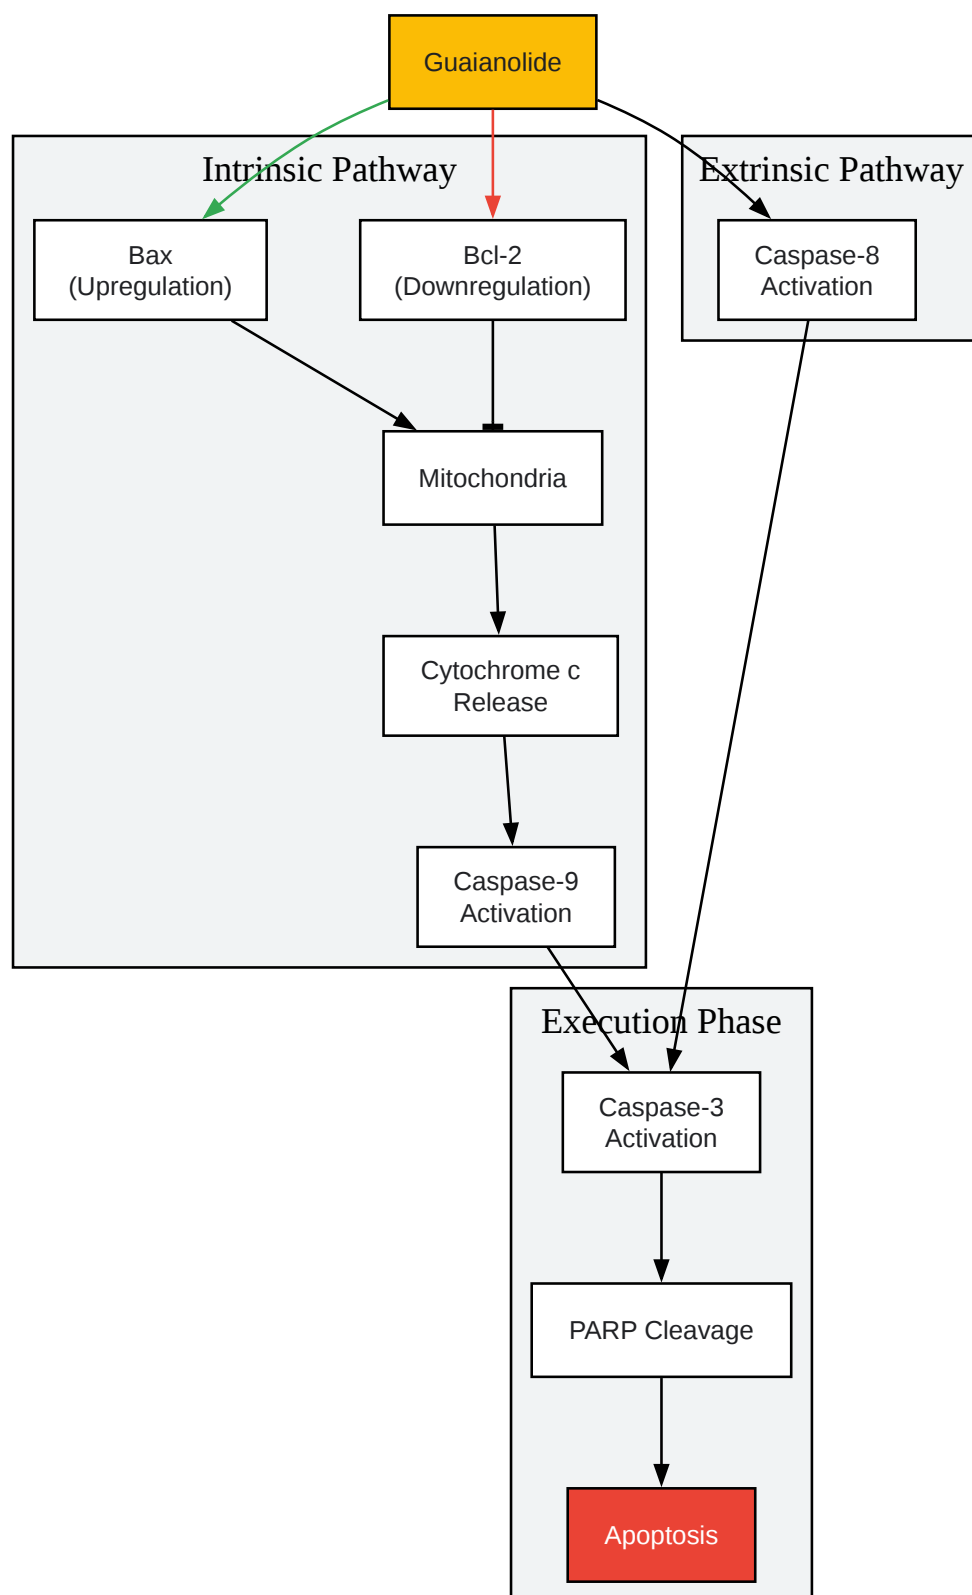 Guaianolide
Intrinsic Pathway
Extrinsic Pathway
Bax
(Upregulation)
Bcl-2
(Downregulation)
Caspase-8
Activation
Mitochondria
Cytochrome c
Release
Caspase-9
Activation
Execution Phase
Caspase-3
Activation
PARP Cleavage
Apoptosis